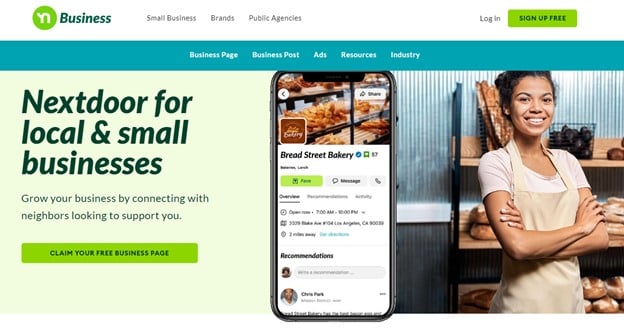 n Business
Small Business Brands Public Agencies
Log in SIGN UP FREE
Business Page Business Post Ads Resources Industry
Nextdoor for
local & small
businesses
Grow your business by connecting with
neighbors looking to support you.
CLAIM YOUR FREE BUSINESS PAGE
Share
Bakery
Bread Street Bakery 57
Bakeries, Lunch
Fave Message
Overview Recommendations Activity
Open now • 7:00 AM - 10:00 PM
2029 Blake Ave #104 Los Angeles, CA 90039
2 miles away Get directions
Recommendations
Write a recommendation ...
Chris Park
Bread Street Bakery has the best bacon egg and